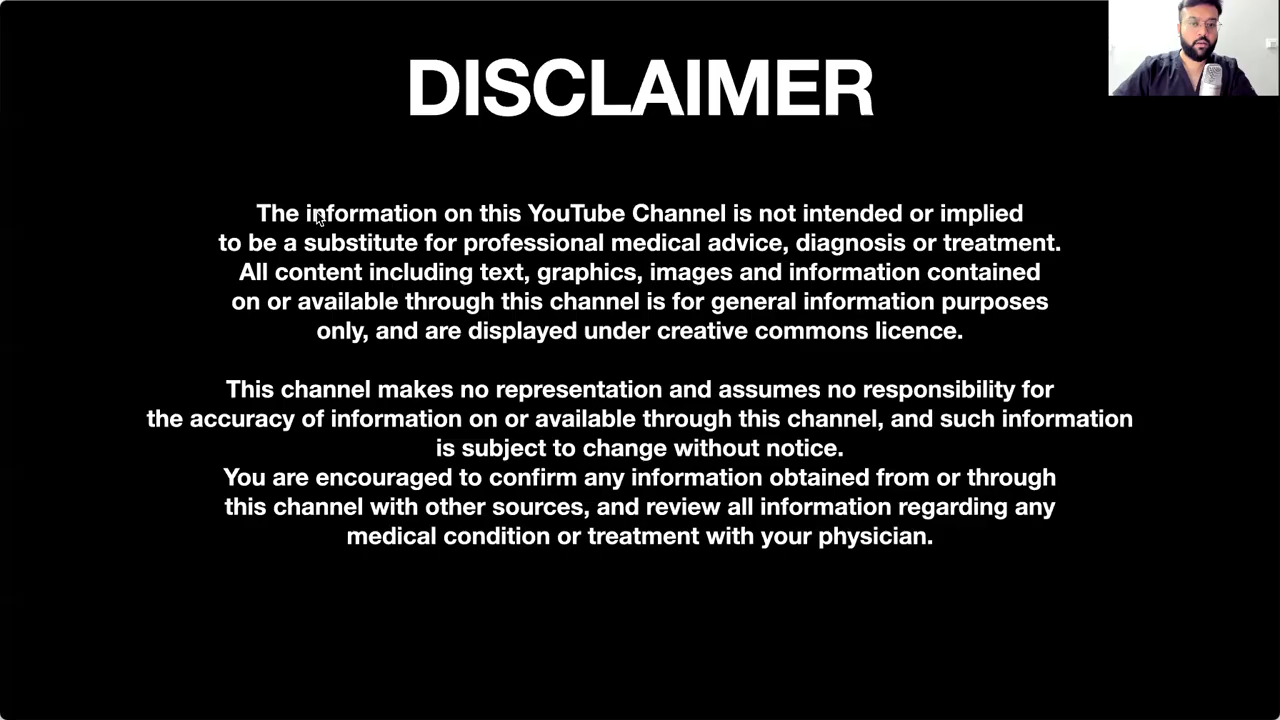 DISCLAIMER
The information on this YouTube Channel is not intended or implied
to be a substitute for professional medical advice, diagnosis or treatment.
All content including text, graphics, images and information contained
on or available through this channel is for general information purposes
only, and are displayed under creative commons licence.
This channel makes no representation and assumes no responsibility for
the accuracy of information on or available through this channel, and such information
is subject to change without notice.
You are encouraged to confirm any information obtained from or through
this channel with other sources, and review all information regarding any
medical condition or treatment with your physician.